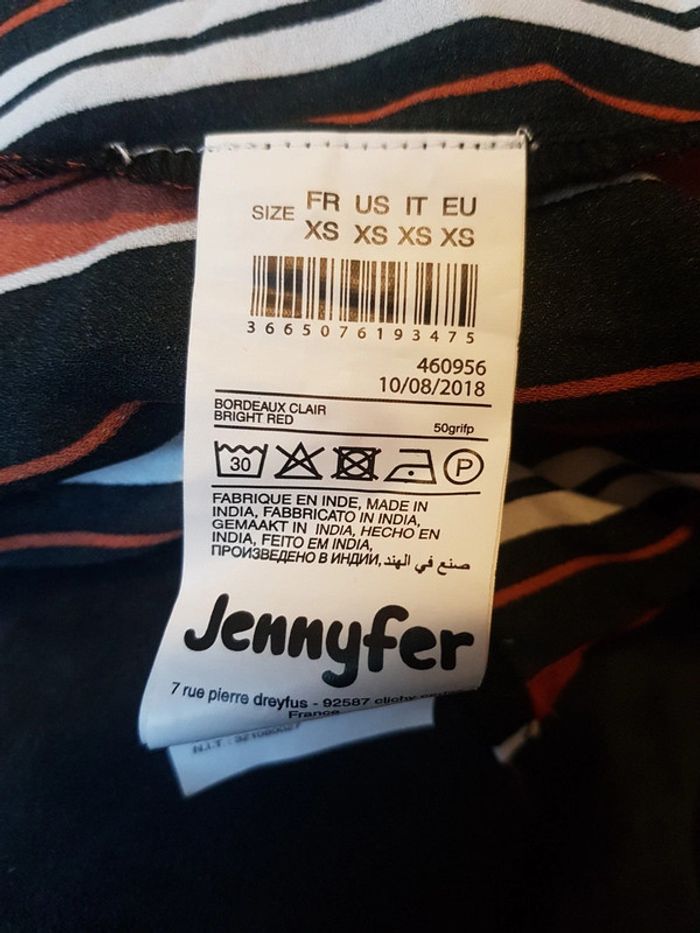 SIZE FR US IT EU
XS XS XS XS
3665076193475
460956
10/08/2018
BORDEAUX CLAIR
BRIGHT RED
50grifp
30
P
FABRIQUE EN INDE, MADE IN
INDIA, FABBRICATO IN INDIA,
GEMAAKT IN INDIA, HECHO EN
INDIA, FEITO EM INDIA,
ПРОИЗВЕДЕНО В ИНДИИ, صنع في الهند
Jennyfer
7 rue pierre dreyfus - 92587 clichy
France
N.I.T :